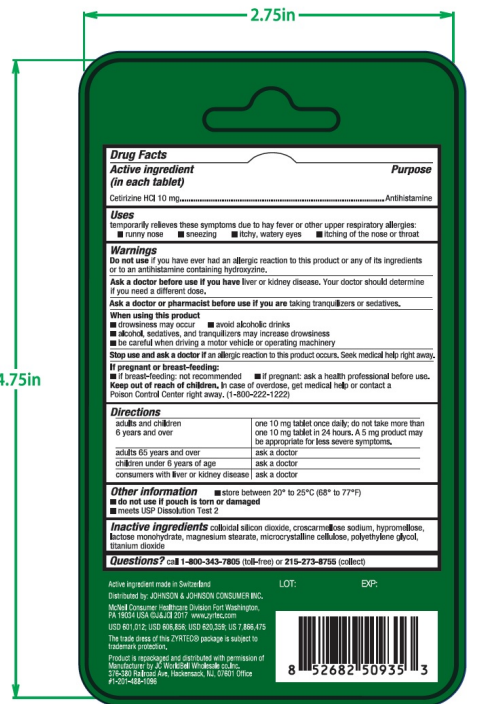 2.75in
4.75in
Drug Facts
Active ingredient Purpose
(in each tablet)
Cetirizine HCl 10 mg Antihistamine
Uses
temporarily relieves these symptoms due to hay fever or other upper respiratory allergies:
■ runny nose ■ sneezing ■ itchy, watery eyes ■ itching of the nose or throat
Warnings
Do not use if you have ever had an allergic reaction to this product or any of its ingredients
or to an antihistamine containing hydroxyzine.
Ask a doctor before use if you have liver or kidney disease. Your doctor should determine
if you need a different dose.
Ask a doctor or pharmacist before use if you are taking tranquilizers or sedatives.
When using this product
■ drowsiness may occur ■ avoid alcoholic drinks
■ alcohol, sedatives, and tranquilizers may increase drowsiness
■ be careful when driving a motor vehicle or operating machinery
Stop use and ask a doctor if an allergic reaction to this product occurs. Seek medical help right away.
If pregnant or breast-feeding:
■ if breast-feeding: not recommended ■ if pregnant: ask a health professional before use.
Keep out of reach of children. In case of overdose, get medical help or contact a
Poison Control Center right away. (1-800-222-1222)
Directions
adults and children one 10 mg tablet once daily; do not take more than
6 years and over one 10 mg tablet in 24 hours. A 5 mg product may
be appropriate for less severe symptoms.
adults 65 years and over ask a doctor
children under 6 years of age ask a doctor
consumers with liver or kidney disease ask a doctor
Other information ■ store between 20° to 25°C (68° to 77°F)
■ do not use if pouch is torn or damaged
■ meets USP Dissolution Test 2
Inactive ingredients colloidal silicon dioxide, croscarmellose sodium, hypromellose,
lactose monohydrate, magnesium stearate, microcrystalline cellulose, polyethylene glycol,
titanium dioxide
Questions? call 1-800-343-7805 (toll-free) or 215-273-8755 (collect)
Active ingredient made in Switzerland LOT: EXP:
Distributed by: JOHNSON & JOHNSON CONSUMER INC.
McNeil Consumer Healthcare Division Fort Washington,
PA 19034 USA ©J&JCI 2017 www.zyrtec.com
USD 601,012; USD 606,856; USD 620,359; US 7,866,475
The trade dress of this ZYRTEC® package is subject to
trademark protection.
Product is repackaged and distributed with permission of
Manufacturer by JC WorldBell Wholesale co.Inc.
376-380 Railroad Ave, Hackensack, NJ, 07601 Office
#1-201-488-1096
8 52682 50935 3